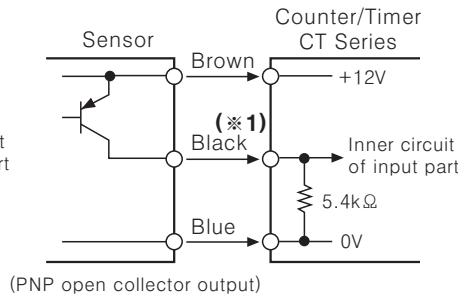 Counter/Timer
CT Series
Sensor
Brown
+12V
(※1)
Black
Inner circuit
of input part
t
rt
5.4kΩ
Blue
0V
(PNP open collector output)